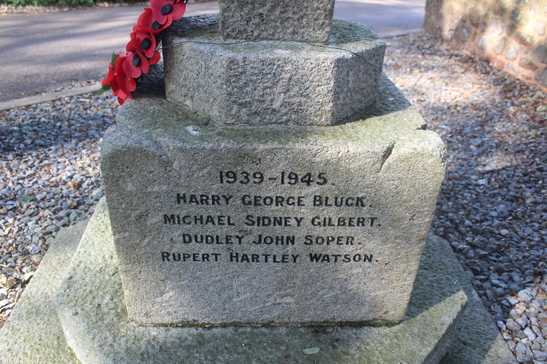 1939-1945.
HARRY GEORGE BLUCK.
MICHAEL SIDNEY GILBERT.
DUDLEY JOHN SOPER.
RUPERT HARTLEY WATSON.